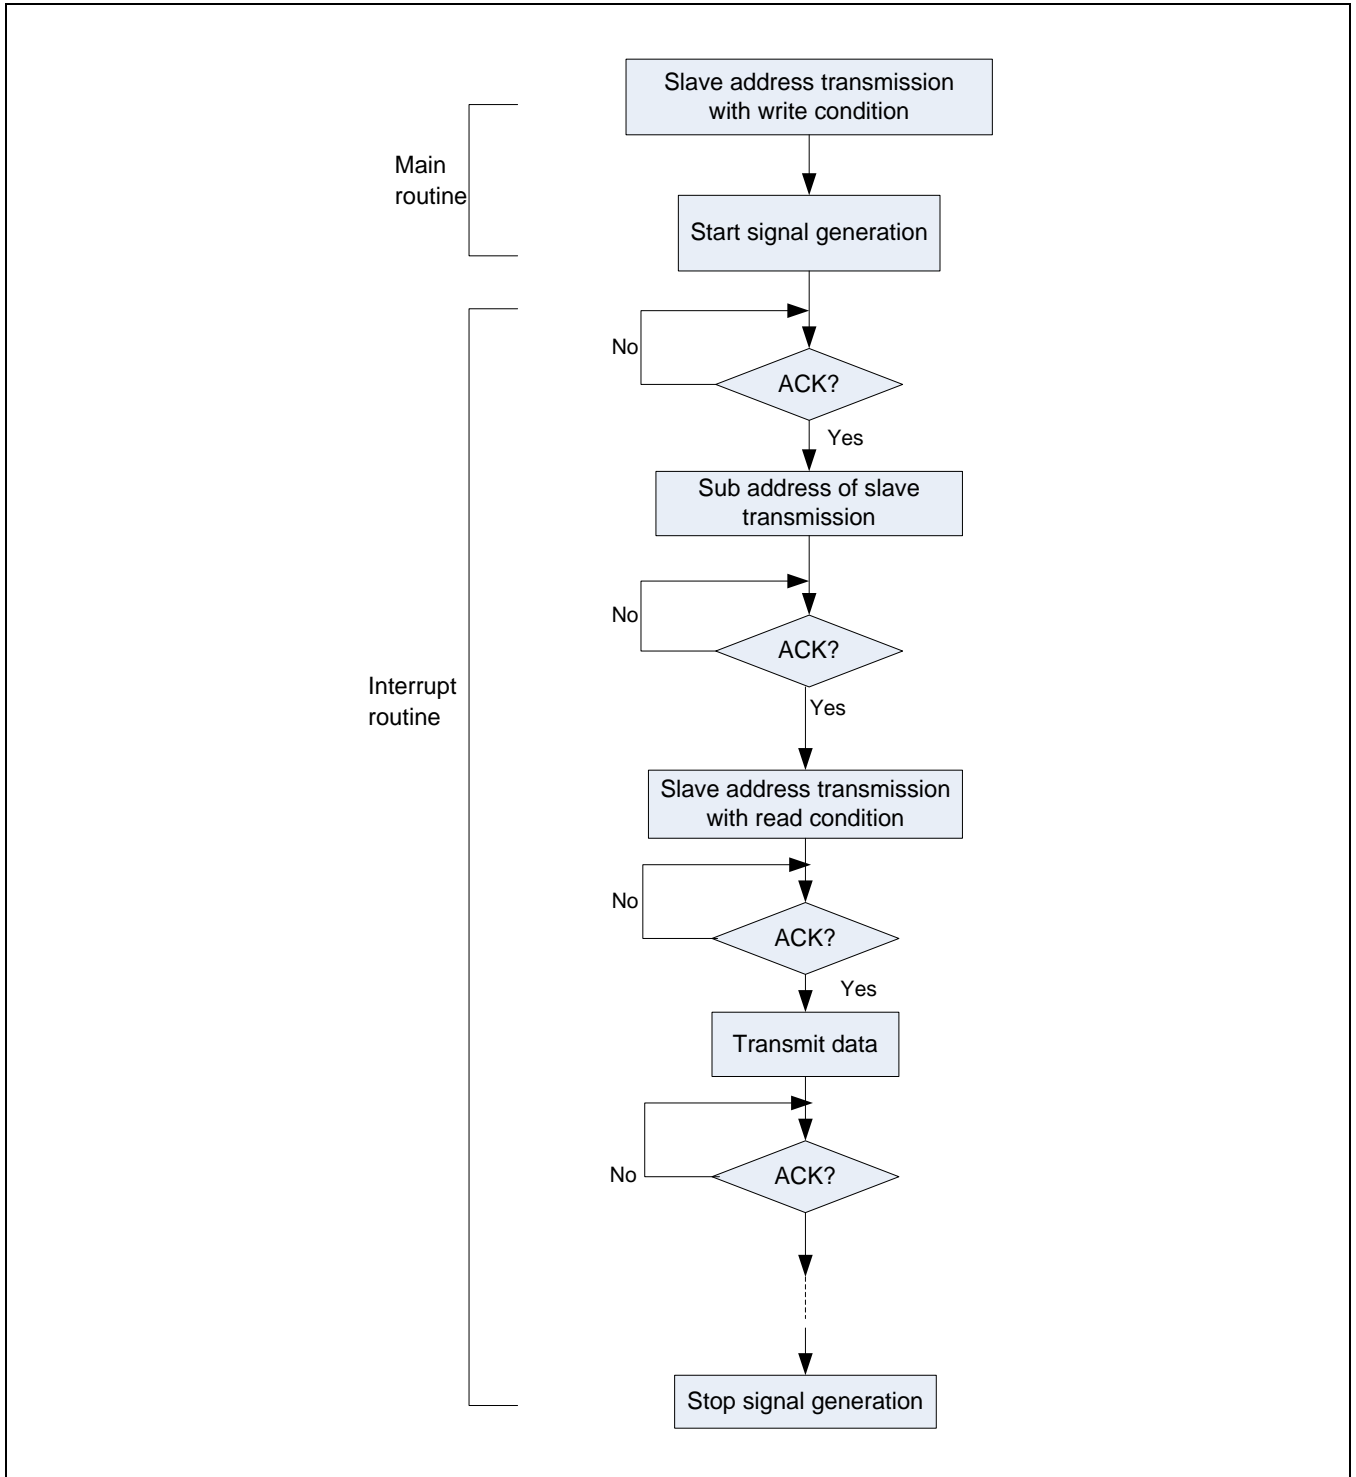 Slave address transmission
with write condition
Main
routine
Start signal generation
No
ACK?
Yes
Sub address of slave
transmission
No
ACK?
Interrupt
routine
Yes
Slave address transmission
with read condition
No
ACK?
Yes
Transmit data
No
ACK?
Stop signal generation